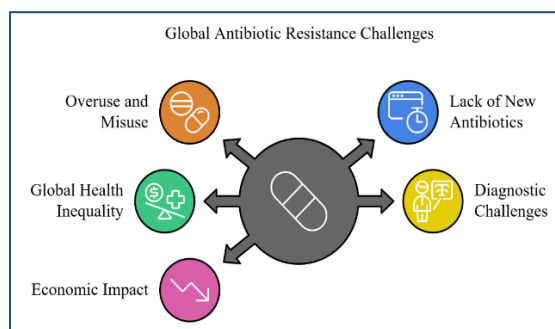 Global Antibiotic Resistance Challenges
Overuse and
Misuse
Lack of New
Antibiotics
Global Health
Inequality
Diagnostic
Challenges
Economic Impact